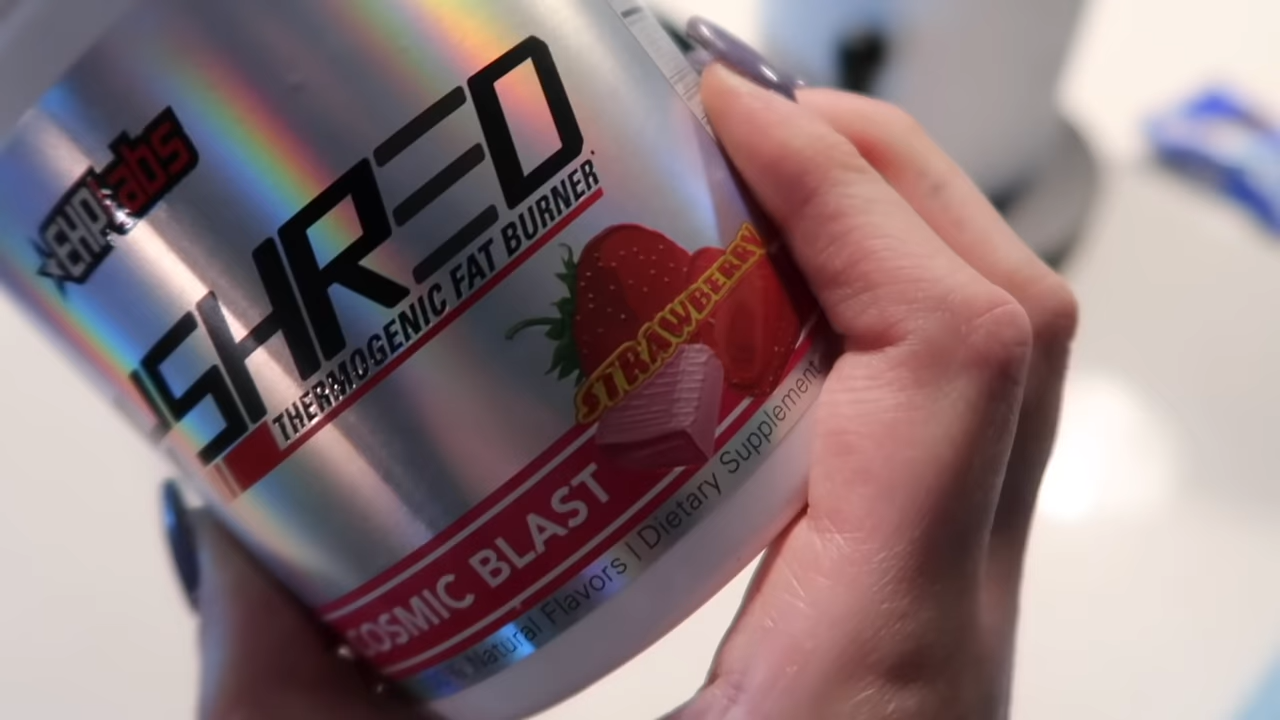 EHPlabs
SHRED
THERMOGENIC FAT BURNER
STRAWBERRY
COSMIC BLAST
Natural Flavors | Dietary Supplement